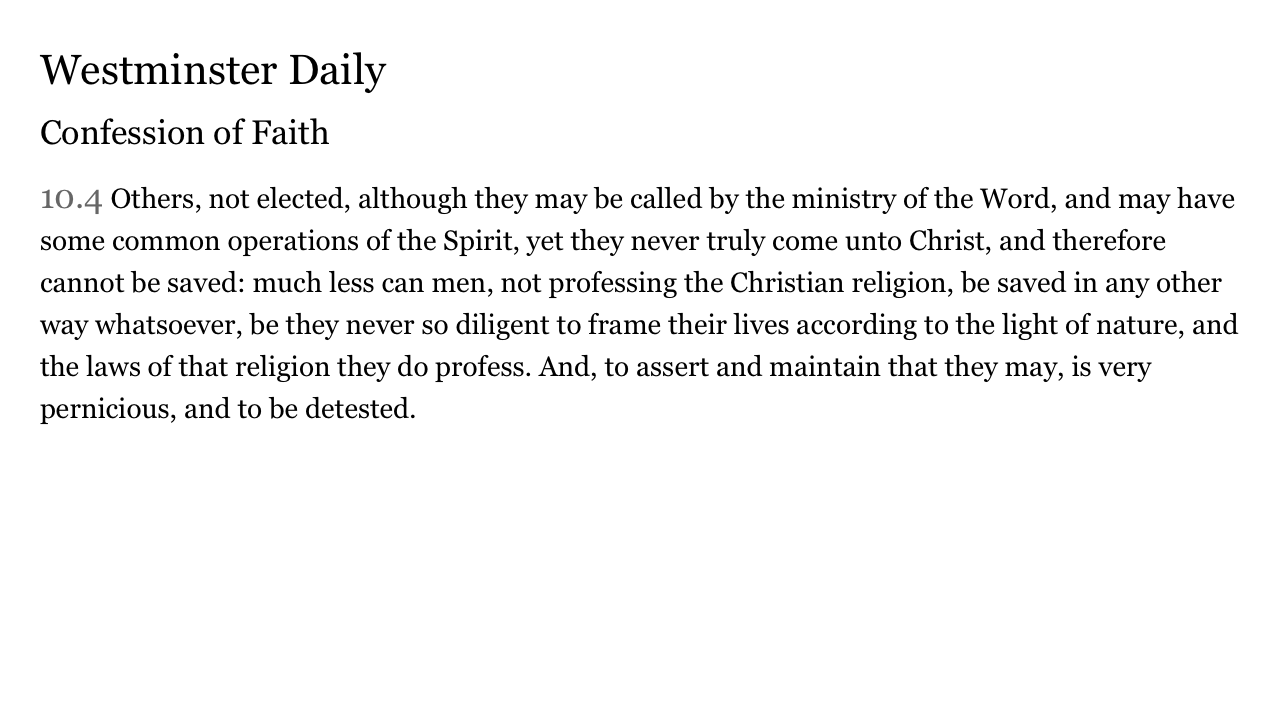 Westminster Daily
Confession of Faith
10.4 Others, not elected, although they may be called by the ministry of the Word, and may have
some common operations of the Spirit, yet they never truly come unto Christ, and therefore
cannot be saved: much less can men, not professing the Christian religion, be saved in any other
way whatsoever, be they never so diligent to frame their lives according to the light of nature, and
the laws of that religion they do profess. And, to assert and maintain that they may, is very
pernicious, and to be detested.